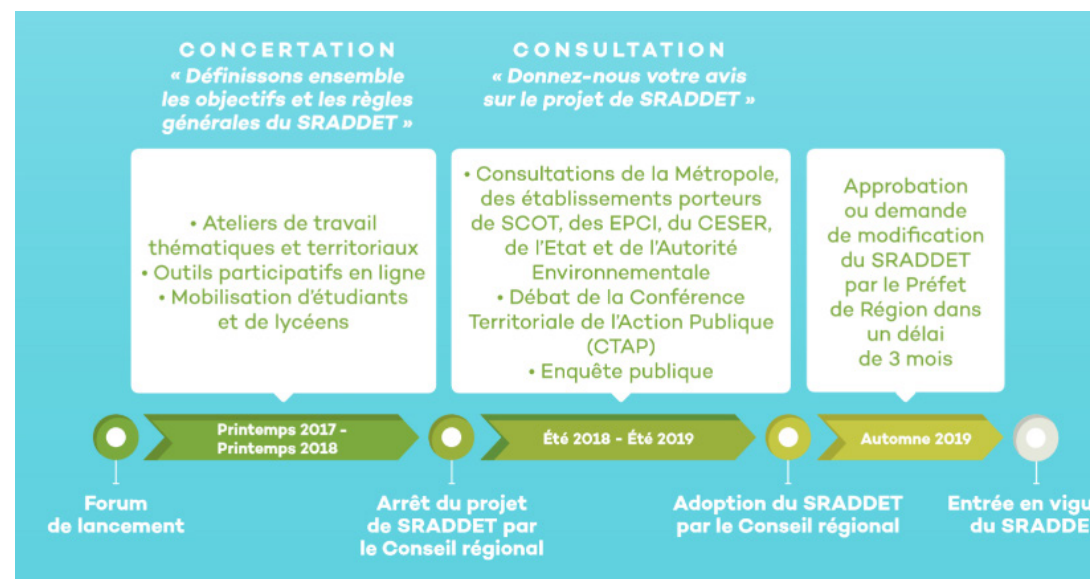 CONCERTATION
« Définissons ensemble
les objectifs et les règles
générales du SRADDET »
CONSULTATION
« Donnez-nous votre avis
sur le projet de SRADDET »
• Ateliers de travail
thématiques et territoriaux
• Outils participatifs en ligne
• Mobilisation d'étudiants
et de lycéens
• Consultations de la Métropole,
des établissements porteurs
de SCOT, des EPCI, du CESER,
de l'Etat et de l'Autorité
Environnementale
• Débat de la Conférence
Territoriale de l'Action Publique
(CTAP)
• Enquête publique
Approbation
ou demande
de modification
du SRADDET
par le Préfet
de Région dans
un délai
de 3 mois
Printemps 2017 -
Printemps 2018
Été 2018 - Été 2019
Automne 2019
Forum
de lancement
Arrêt du projet
de SRADDET par
le Conseil régional
Adoption du SRADDET
par le Conseil régional
Entrée en vigu
du SRADDE